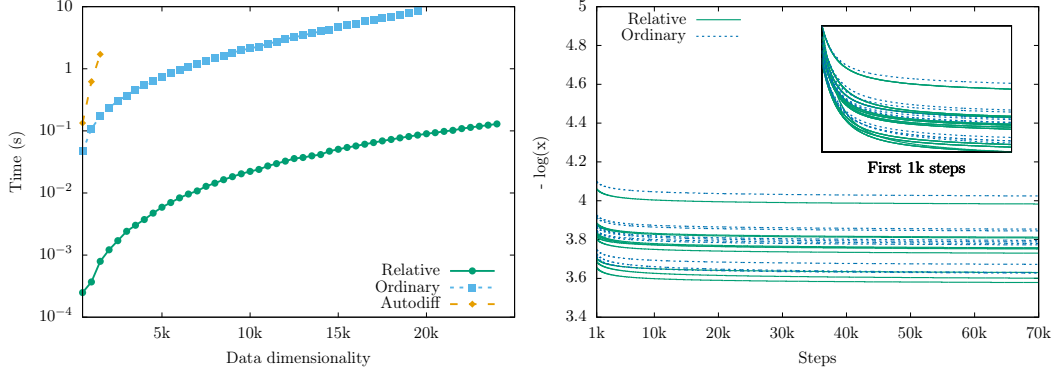 10
1
10⁻¹
10⁻²
10⁻³
10⁻⁴
Time (s)
Relative
Ordinary
Autodiff
5k
10k
15k
20k
Data dimensionality
5
4.8
4.6
4.4
4.2
4
3.8
3.6
3.4
- log(x)
Relative
Ordinary
First 1k steps
1k
10k
20k
30k
40k
50k
60k
70k
Steps